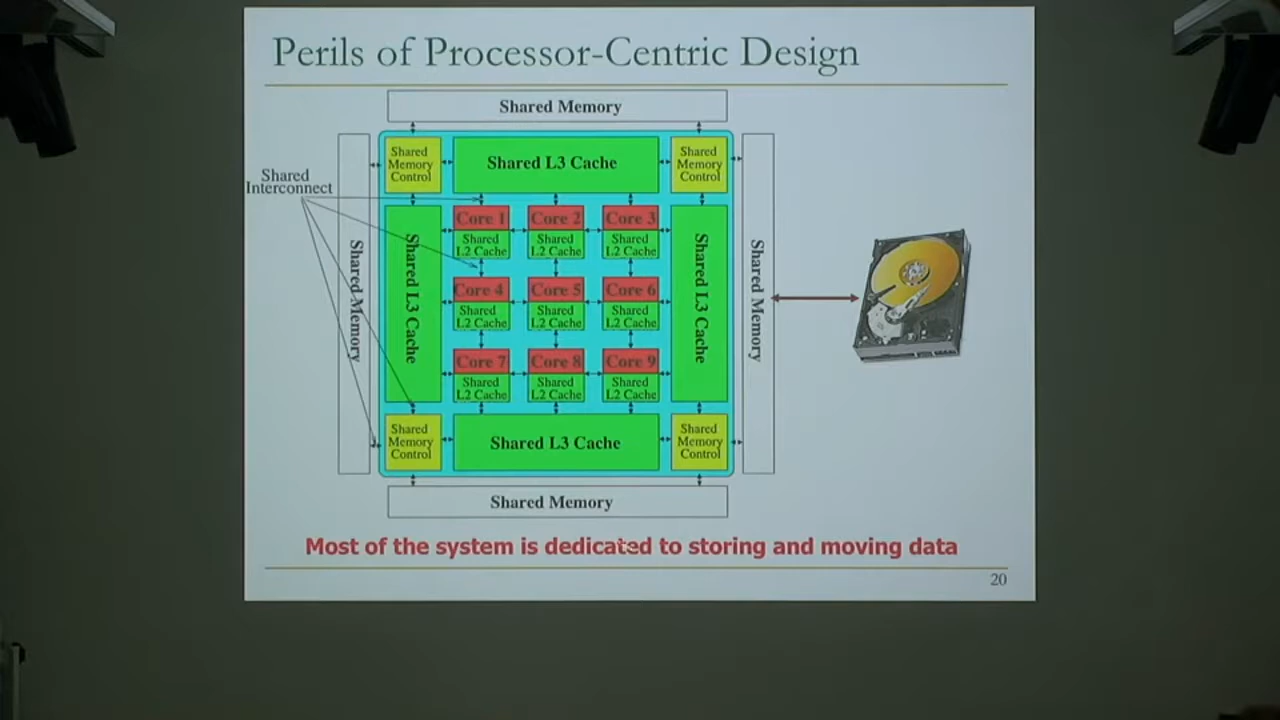 Perils of Processor-Centric Design
Shared Memory
Shared
Memory
Control
Shared L3 Cache
Shared
Memory
Control
Shared
Interconnect
Shared Memory
Shared L3 Cache
Core 1
Shared
L2 Cache
Core 2
Shared
L2 Cache
Core 3
Shared
L2 Cache
Core 4
Shared
L2 Cache
Core 5
Shared
L2 Cache
Core 6
Shared
L2 Cache
Core 7
Shared
L2 Cache
Core 8
Shared
L2 Cache
Core 9
Shared
L2 Cache
Shared L3 Cache
Shared Memory
Shared
Memory
Control
Shared L3 Cache
Shared
Memory
Control
Shared Memory
Most of the system is dedicated to storing and moving data
20